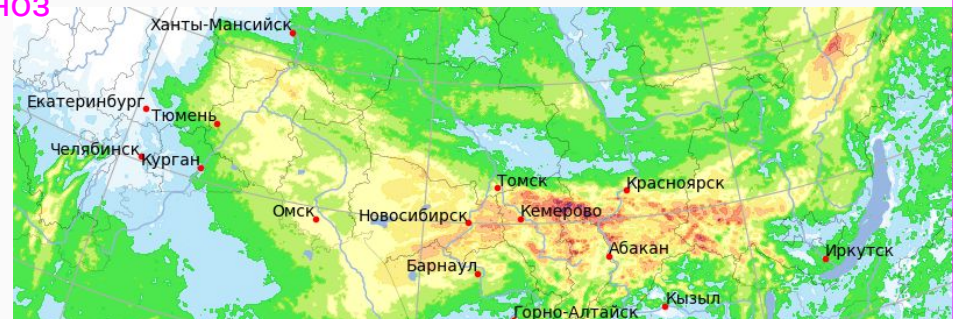 ноз
Ханты-Мансийск
Екатеринбург
Тюмень
Челябинск
Курган
Томск
Красноярск
Омск
Новосибирск
Кемерово
Абакан
Иркутск
Барнаул
Кызыл
Горно-Алтайск